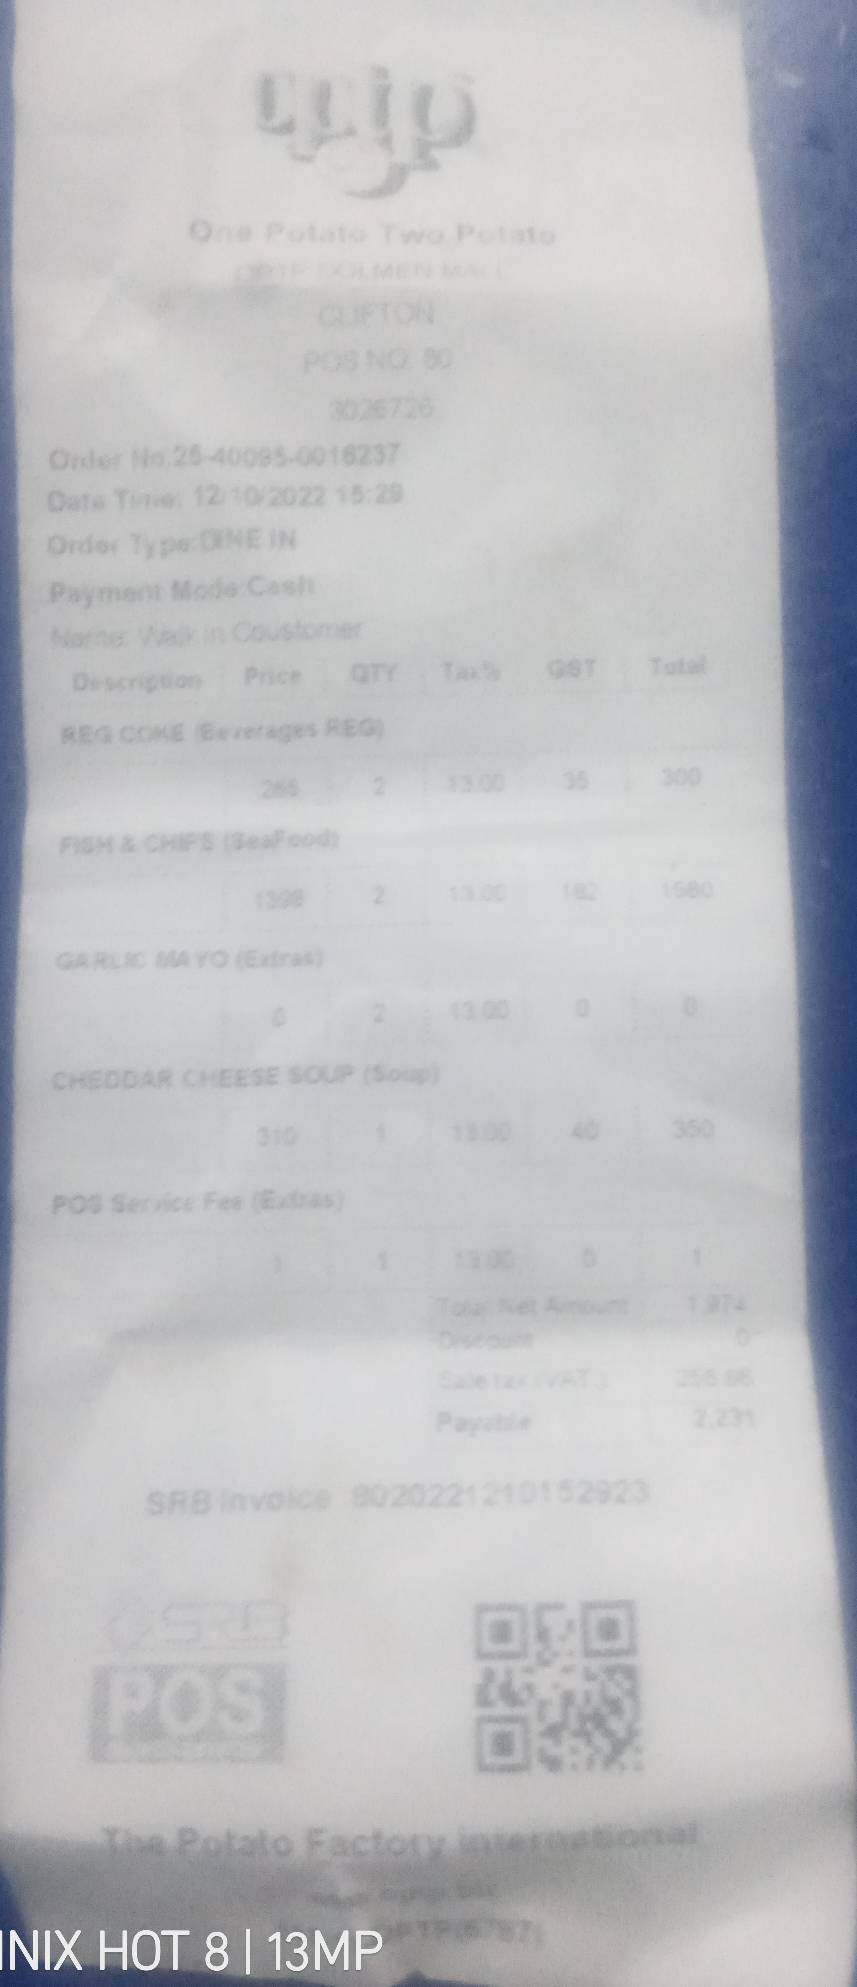 optp
One Potato Two Potato
OPTP DOLMEN MALL
CLIFTON
POS NO. 80
3026726
Order No.25-40095-0016237
Date Time: 12/10/2022 15:29
Order Type:DINE IN
Payment Mode:Cash
Name: Walk in Coustomer
Description Price QTY Tax% GST Total
REG COKE (Beverages REG)
265 2 13.00 35 300
FISH & CHIPS (SeaFood)
1398 2 13.00 182 1580
GARLIC MAYO (Extras)
0 2 13.00 0 0
CHEDDAR CHEESE SOUP (Soup)
310 1 13.00 40 350
POS Service Fee (Extras)
1 1 13.00 0 1
Total Net Amount 1,974
Discount 0
Sale tax (VAT.)
Payable 2,231
SRB invoice 8020221210152923
SRB
POS
The Potato Factory International
INIX HOT 8 | 13MP